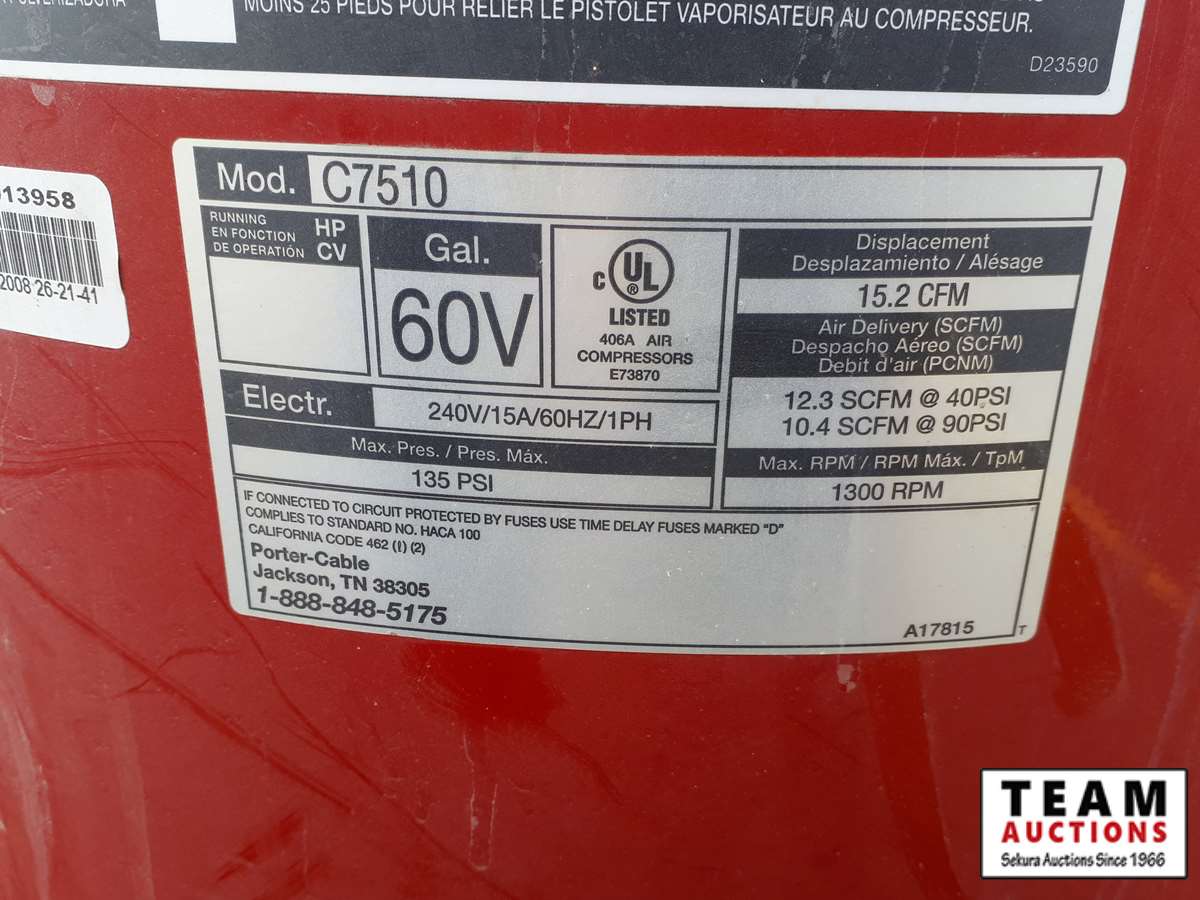 MOINS 25 PIEDS POUR RELIER LE PISTOLET VAPORISATEUR AU COMPRESSEUR.
D23590
13958
2008 26-21-41
Mod. C7510
RUNNING
EN FONCTION
DE OPERATIÓN
HP
CV
Gal.
60V
C UL ®
LISTED
406A AIR
COMPRESSORS
E73870
Displacement
Desplazamiento / Alésage
15.2 CFM
Air Delivery (SCFM)
Despacho Aéreo (SCFM)
Debit d'air (PCNM)
12.3 SCFM @ 40PSI
10.4 SCFM @ 90PSI
Electr. 240V/15A/60HZ/1PH
Max. Pres. / Pres. Máx.
135 PSI
Max. RPM / RPM Máx. / TpM
1300 RPM
IF CONNECTED TO CIRCUIT PROTECTED BY FUSES USE TIME DELAY FUSES MARKED "D"
COMPLIES TO STANDARD NO. HACA 100
CALIFORNIA CODE 462 (l) (2)
Porter-Cable
Jackson, TN 38305
1-888-848-5175
A17815
T
TEAM
AUCTIONS
Sekura Auctions Since 1966